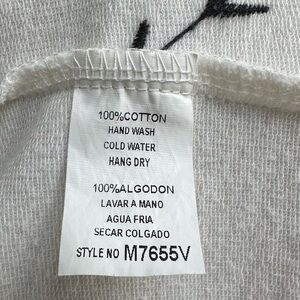 100%COTTON
HAND WASH
COLD WATER
HANG DRY
100%ALGODON
LAVAR A MANO
AGUA FRIA
SECAR COLGADO
STYLE NO M7655V